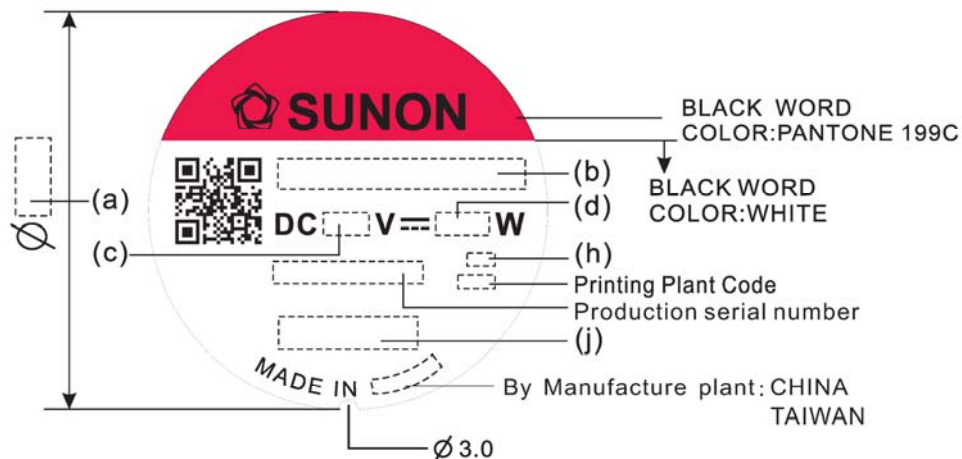 SUNON
BLACK WORD
COLOR:PANTONE 199C
BLACK WORD
COLOR:WHITE
(a)
Ø
(b)
(d)
DC V⎓ W
(c)
(h)
Printing Plant Code
Production serial number
(j)
MADE IN
By Manufacture plant: CHINA
TAIWAN
Ø 3.0